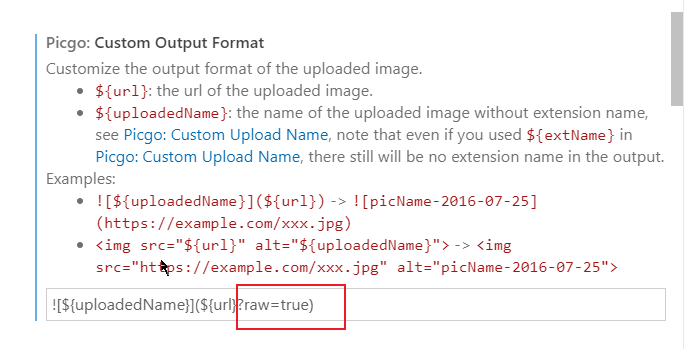 Picgo: Custom Output Format
Customize the output format of the uploaded image.
${url}: the url of the uploaded image.
${uploadedName}: the name of the uploaded image without extension name,
see Picgo: Custom Upload Name, note that even if you used ${extName} in
Picgo: Custom Upload Name, there still will be no extension name in the output.
Examples:
![${uploadedName}](${url}) -> ![picName-2016-07-25]
(https://example.com/xxx.jpg)
<img src="${url}" alt="${uploadedName}"> -> <img
src="https://example.com/xxx.jpg" alt="picName-2016-07-25">
![${uploadedName}](${url}?raw=true)